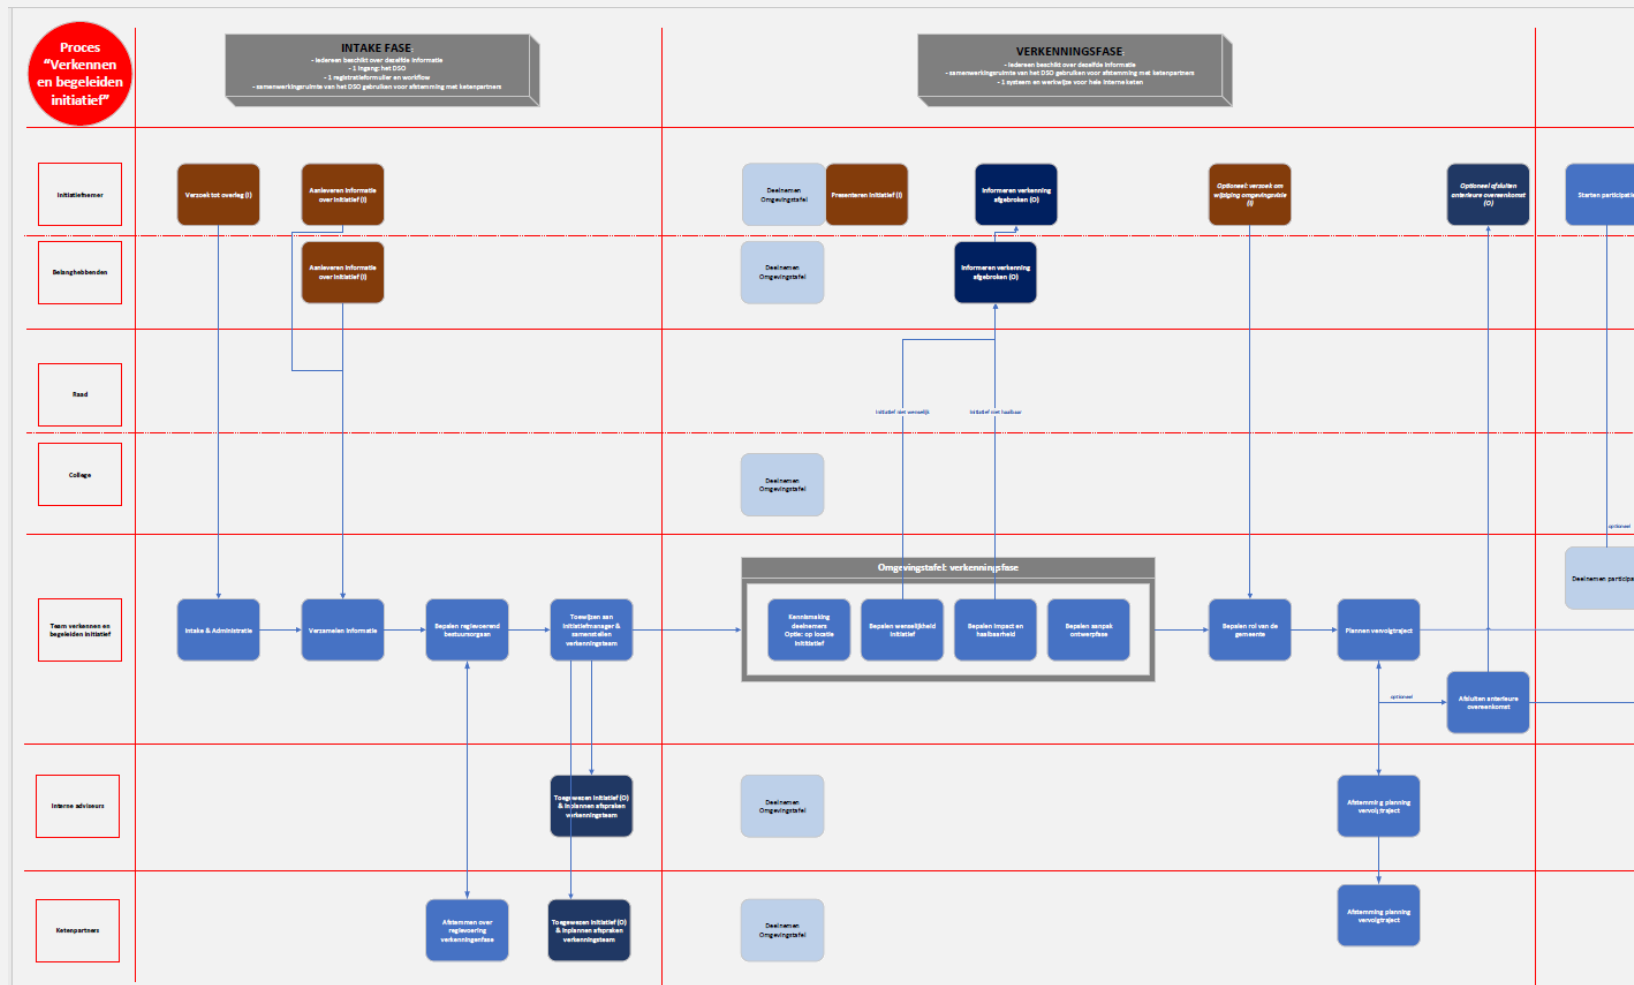 Proces
“Verkennen
en begeleiden
initiatief”
INTAKE FASE
- Iedereen beschikt over dezelfde informatie
- 1 ingang: het DSO
- 1 registratieformulier en workflow
- samenwerkingsruimte van het DSO gebruiken voor afstemming met ketenpartners
VERKENNINGSFASE
- Iedereen beschikt over dezelfde informatie
- samenwerkingsruimte van het DSO gebruiken voor afstemming met ketenpartners
- 1 systeem en werkwijze voor hele interne keten
Initiatiefnemer
Verzoek tot overleg (I)
Aanleveren informatie
over initiatief (I)
Deelnemen
Omgevingstafel
Presenteren initiatief (I)
Informeren verkenning
afgebroken (O)
Optioneel: verzoek om
wijziging omgevingsvisie
(I)
Optioneel afsluiten
anterieure overeenkomst
(O)
Starten participatie
Belanghebbenden
Aanleveren informatie
over initiatief (I)
Deelnemen
Omgevingstafel
Informeren verkenning
afgebroken (O)
Raad
Initiatief niet wenselijk
Initiatief niet haalbaar
College
Deelnemen
Omgevingstafel
optioneel
Omgevingstafel: verkenningsfase
Deelnemen participa
Team verkennen en
begeleiden initiatief
Intake & Administratie
Verzamelen informatie
Bepalen regievoerend
bestuursorgaan
Toewijzen aan
initiatiefmanager &
samenstellen
verkenningsteam
Kennismaking
deelnemers
Optie: op locatie
inititiatief
Bepalen wenselijkheid
initiatief
Bepalen impact en
haalbaarheid
Bepalen aanpak
ontwerpfase
Bepalen rol van de
gemeente
Plannen vervolgtraject
optioneel
Afsluiten anterieure
overeenkomst
Interne adviseurs
Toegewezen initiatief (O)
& inplannen afspraken
verkenningsteam
Deelnemen
Omgevingstafel
Afstemming planning
vervolgtraject
Ketenpartners
Afstemmen over
regievoering
verkenningenfase
Toegewezen initiatief (O)
& inplannen afspraken
verkenningsteam
Deelnemen
Omgevingstafel
Afstemming planning
vervolgtraject